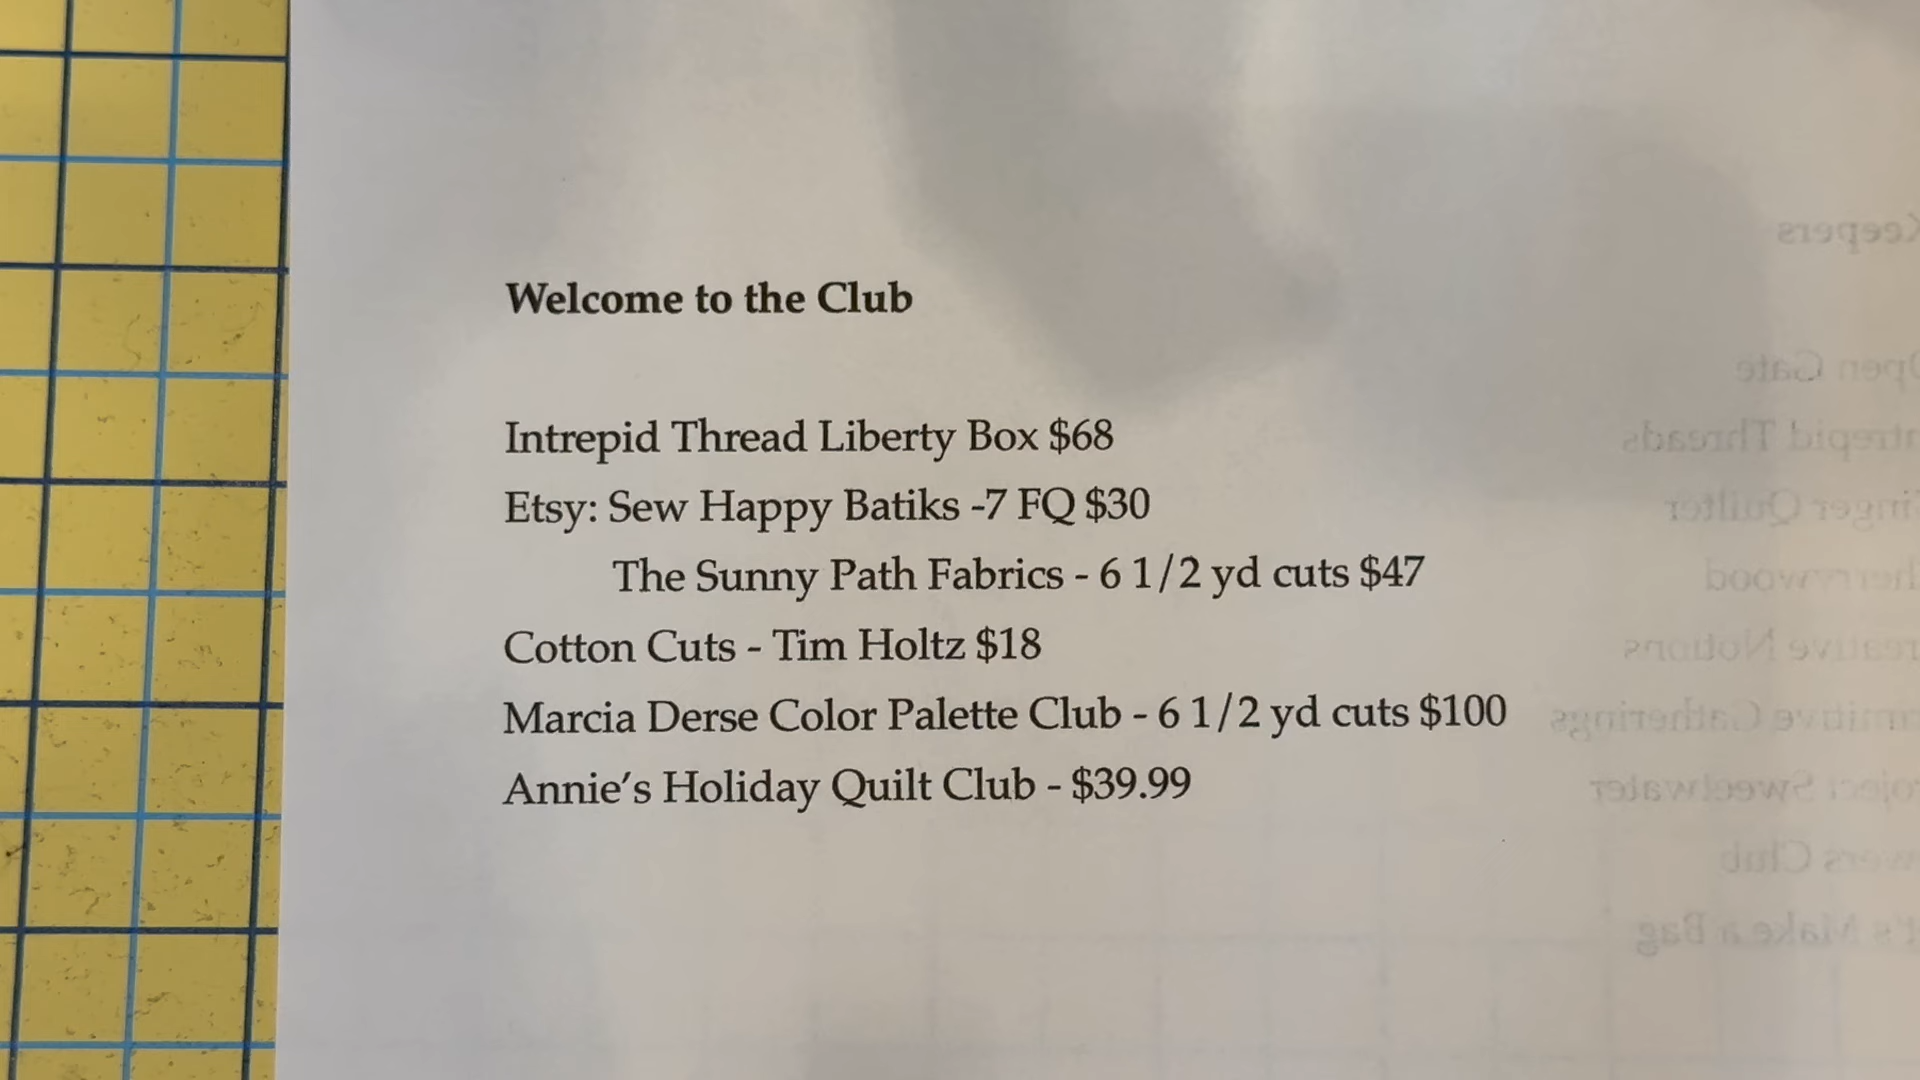 Welcome to the Club
Intrepid Thread Liberty Box $68
Etsy: Sew Happy Batiks -7 FQ $30
The Sunny Path Fabrics - 6 1/2 yd cuts $47
Cotton Cuts - Tim Holtz $18
Marcia Derse Color Palette Club - 6 1/2 yd cuts $100
Annie's Holiday Quilt Club - $39.99